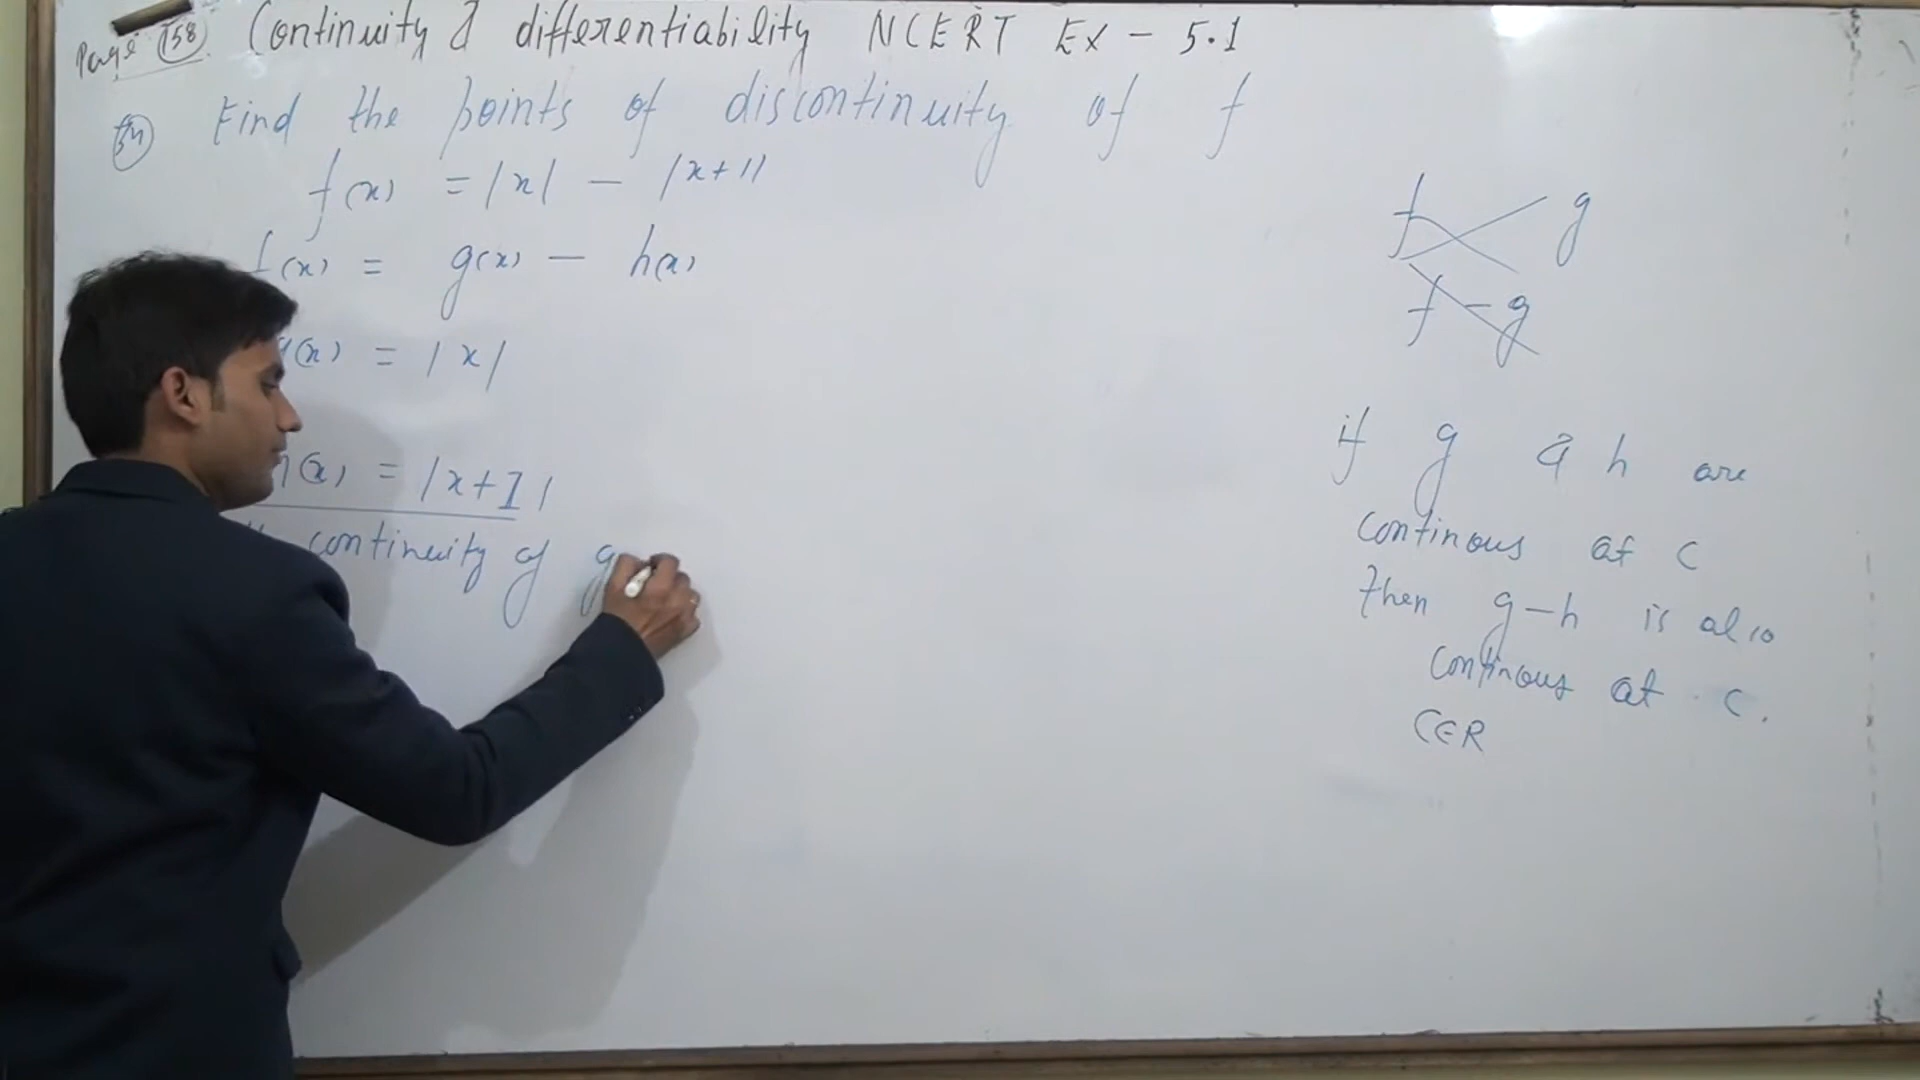 Page 158 Continuity & differentiability NCERT EX - 5.1
34 Find the points of discontinuity of f
f(x) = |x| - |x+1|
f(x) = g(x) - h(x)
g(x) = |x|
h(x) = |x+1|
continuity of g
f g
f - g
if g & h are
continous at C
then g-h is also
continous at c.
C∈R